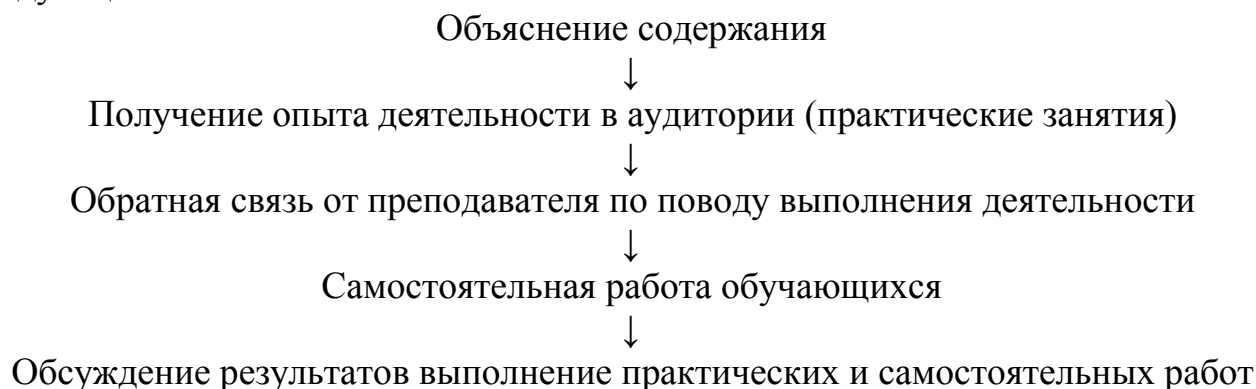 Объяснение содержания
↓
Получение опыта деятельности в аудитории (практические занятия)
↓
Обратная связь от преподавателя по поводу выполнения деятельности
↓
Самостоятельная работа обучающихся
↓
Обсуждение результатов выполнение практических и самостоятельных работ